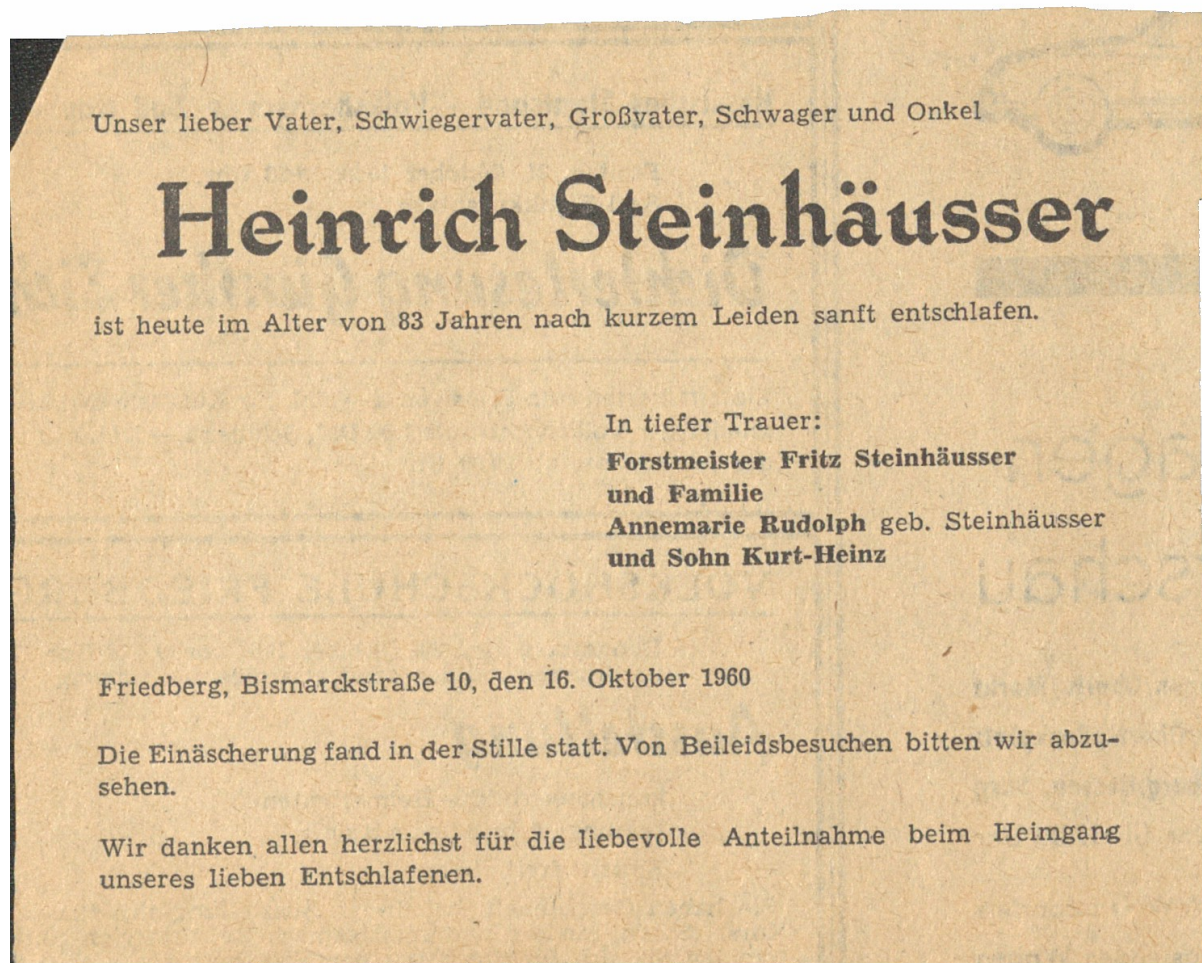 Unser lieber Vater, Schwiegervater, Großvater, Schwager und Onkel
Heinrich Steinhäusser
ist heute im Alter von 83 Jahren nach kurzem Leiden sanft entschlafen.
In tiefer Trauer:
Forstmeister Fritz Steinhäusser
und Familie
Annemarie Rudolph geb. Steinhäusser
und Sohn Kurt-Heinz
Friedberg, Bismarckstraße 10, den 16. Oktober 1960
Die Einäscherung fand in der Stille statt. Von Beileidsbesuchen bitten wir abzu-
sehen.
Wir danken allen herzlichst für die liebevolle Anteilnahme beim Heimgang
unseres lieben Entschlafenen.